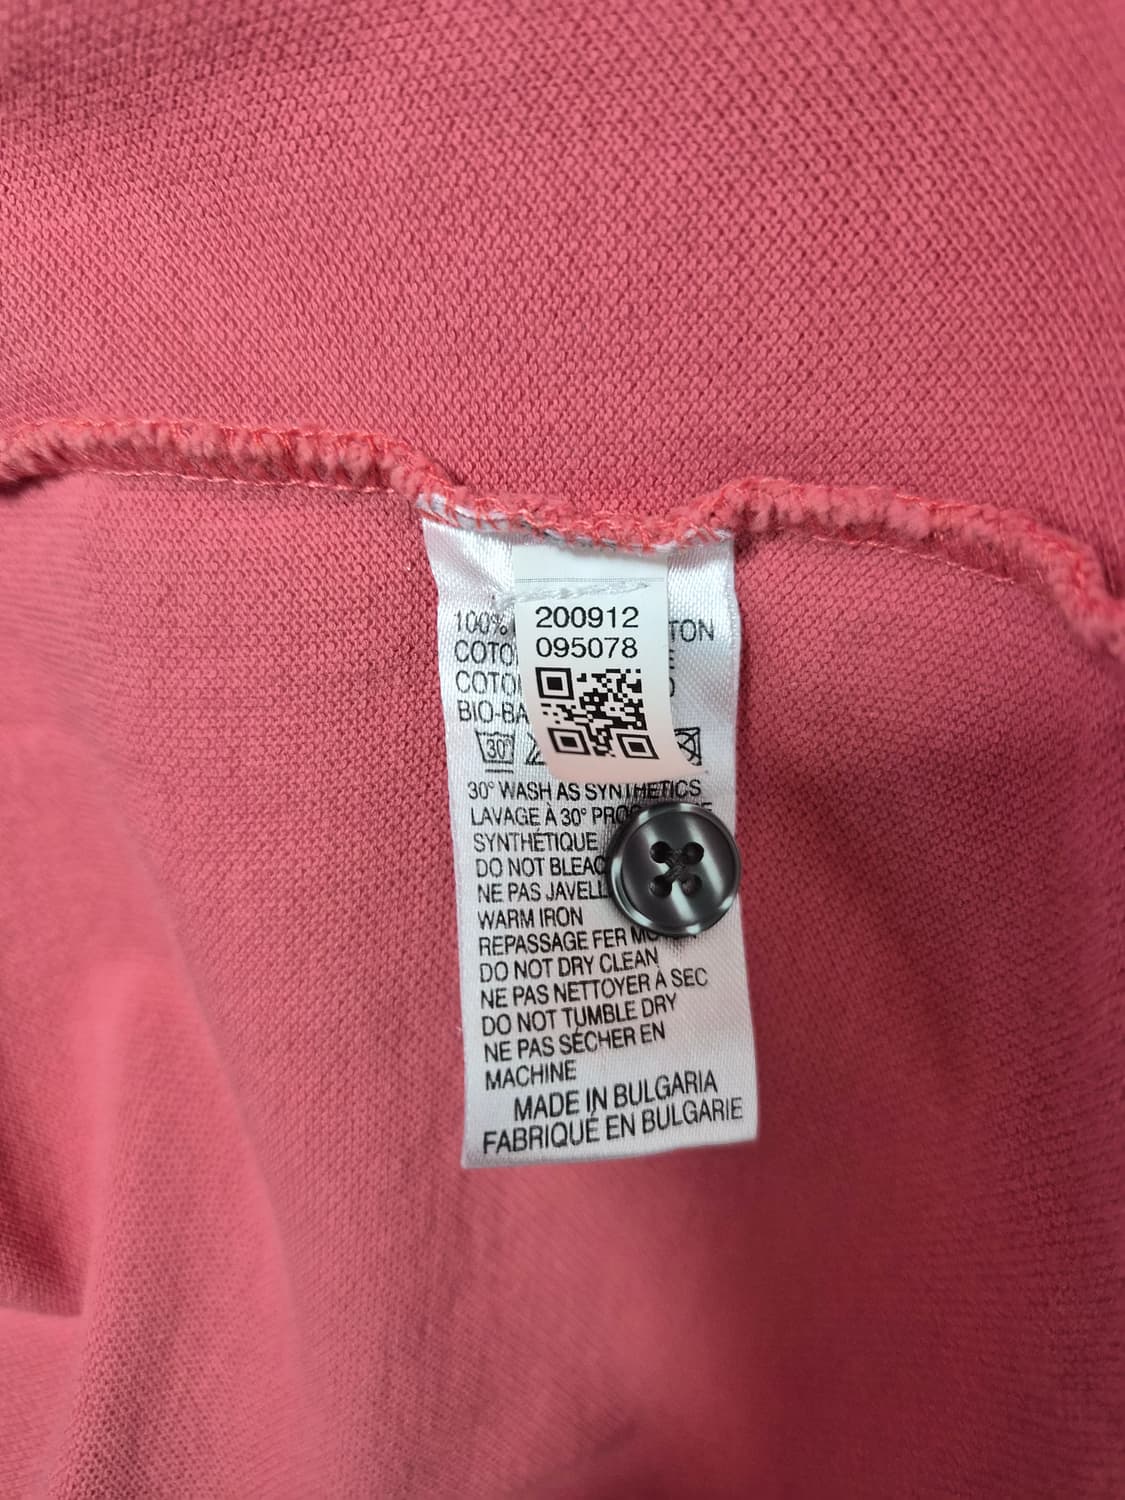 200912
095078
100%
BIO-BA
30°
30° WASH AS SYNTHETICS
LAVAGE À 30°
SYNTHÉTIQUE
DO NOT BLEAC
NE PAS JAVELL
WARM IRON
REPASSAGE FER MO
DO NOT DRY CLEAN
NE PAS NETTOYER À SEC
DO NOT TUMBLE DRY
NE PAS SÉCHER EN
MACHINE
MADE IN BULGARIA
FABRIQUÉ EN BULGARIE